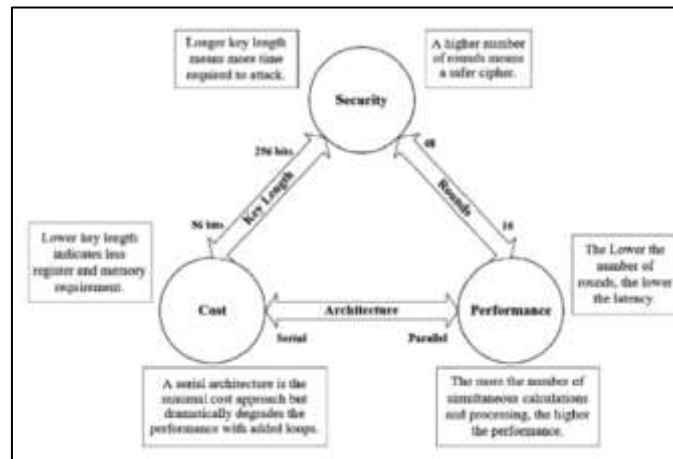 Longer key length
means more time
required to attack.
A higher number
of rounds means
a safer cipher.
Security
256 bits
48
Key Length
Rounds
56 bits
16
Lower key length
indicates less
register and memory
requirement.
The Lower the
number of
rounds, the lower
the latency.
Cost
Architecture
Performance
Serial
Parallel
A serial architecture is the
minimal cost approach but
dramatically degrades the
performance with added loops.
The more the number of
simultaneous calculations
and processing, the higher
the performance.